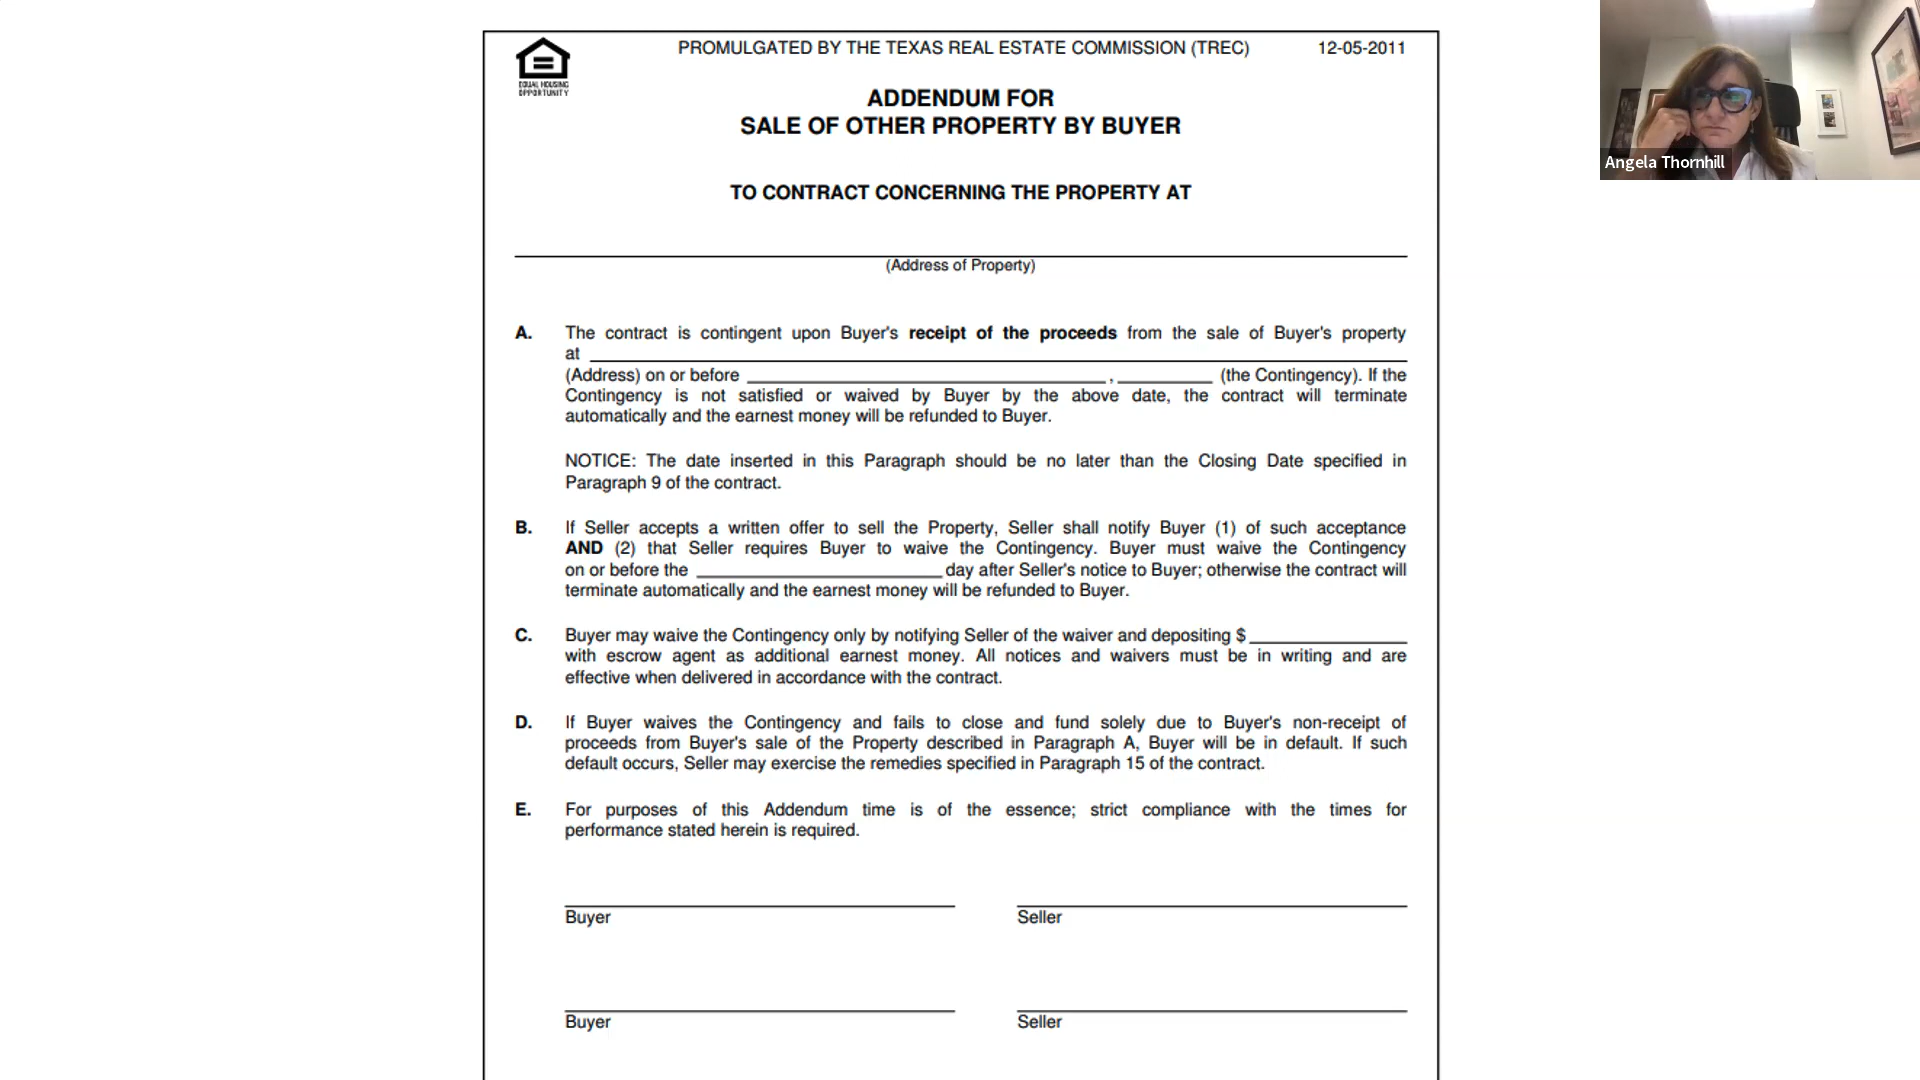 PROMULGATED BY THE TEXAS REAL ESTATE COMMISSION (TREC) 12-05-2011
EQUAL HOUSING
OPPORTUNITY
ADDENDUM FOR
SALE OF OTHER PROPERTY BY BUYER
TO CONTRACT CONCERNING THE PROPERTY AT
(Address of Property)
A. The contract is contingent upon Buyer's receipt of the proceeds from the sale of Buyer's property
at
(Address) on or before , (the Contingency). If the
Contingency is not satisfied or waived by Buyer by the above date, the contract will terminate
automatically and the earnest money will be refunded to Buyer.
NOTICE: The date inserted in this Paragraph should be no later than the Closing Date specified in
Paragraph 9 of the contract.
B. If Seller accepts a written offer to sell the Property, Seller shall notify Buyer (1) of such acceptance
AND (2) that Seller requires Buyer to waive the Contingency. Buyer must waive the Contingency
on or before the day after Seller's notice to Buyer; otherwise the contract will
terminate automatically and the earnest money will be refunded to Buyer.
C. Buyer may waive the Contingency only by notifying Seller of the waiver and depositing $
with escrow agent as additional earnest money. All notices and waivers must be in writing and are
effective when delivered in accordance with the contract.
D. If Buyer waives the Contingency and fails to close and fund solely due to Buyer's non-receipt of
proceeds from Buyer's sale of the Property described in Paragraph A, Buyer will be in default. If such
default occurs, Seller may exercise the remedies specified in Paragraph 15 of the contract.
E. For purposes of this Addendum time is of the essence; strict compliance with the times for
performance stated herein is required.
Buyer Seller
Buyer Seller
Angela Thornhill